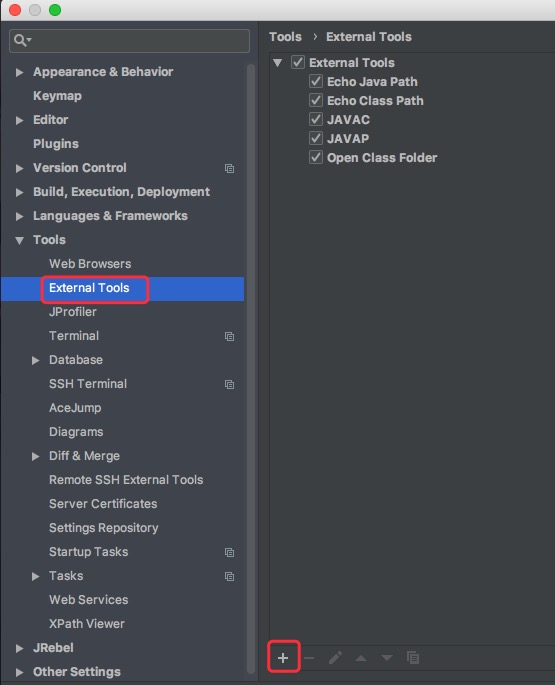 Appearance & Behavior
Keymap
Editor
Plugins
Version Control
Build, Execution, Deployment
Languages & Frameworks
Tools
Web Browsers
External Tools
JProfiler
Terminal
Database
SSH Terminal
AceJump
Diagrams
Diff & Merge
Remote SSH External Tools
Server Certificates
Settings Repository
Startup Tasks
Tasks
Web Services
XPath Viewer
JRebel
Other Settings
Tools › External Tools
External Tools
Echo Java Path
Echo Class Path
JAVAC
JAVAP
Open Class Folder